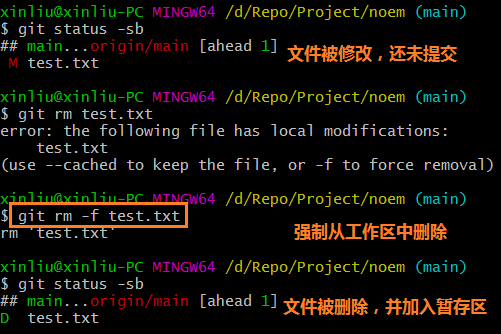 xinliu@xinliu-PC MINGW64 /d/Repo/Project/noem (main)
$ git status -sb
## main...origin/main [ahead 1]
 M test.txt
文件被修改，还未提交
xinliu@xinliu-PC MINGW64 /d/Repo/Project/noem (main)
$ git rm test.txt
error: the following file has local modifications:
    test.txt
(use --cached to keep the file, or -f to force removal)
xinliu@xinliu-PC MINGW64 /d/Repo/Project/noem (main)
$ git rm -f test.txt
rm 'test.txt'
强制从工作区中删除
xinliu@xinliu-PC MINGW64 /d/Repo/Project/noem (main)
$ git status -sb
## main...origin/main [ahead 1]
D  test.txt
文件被删除，并加入暂存区